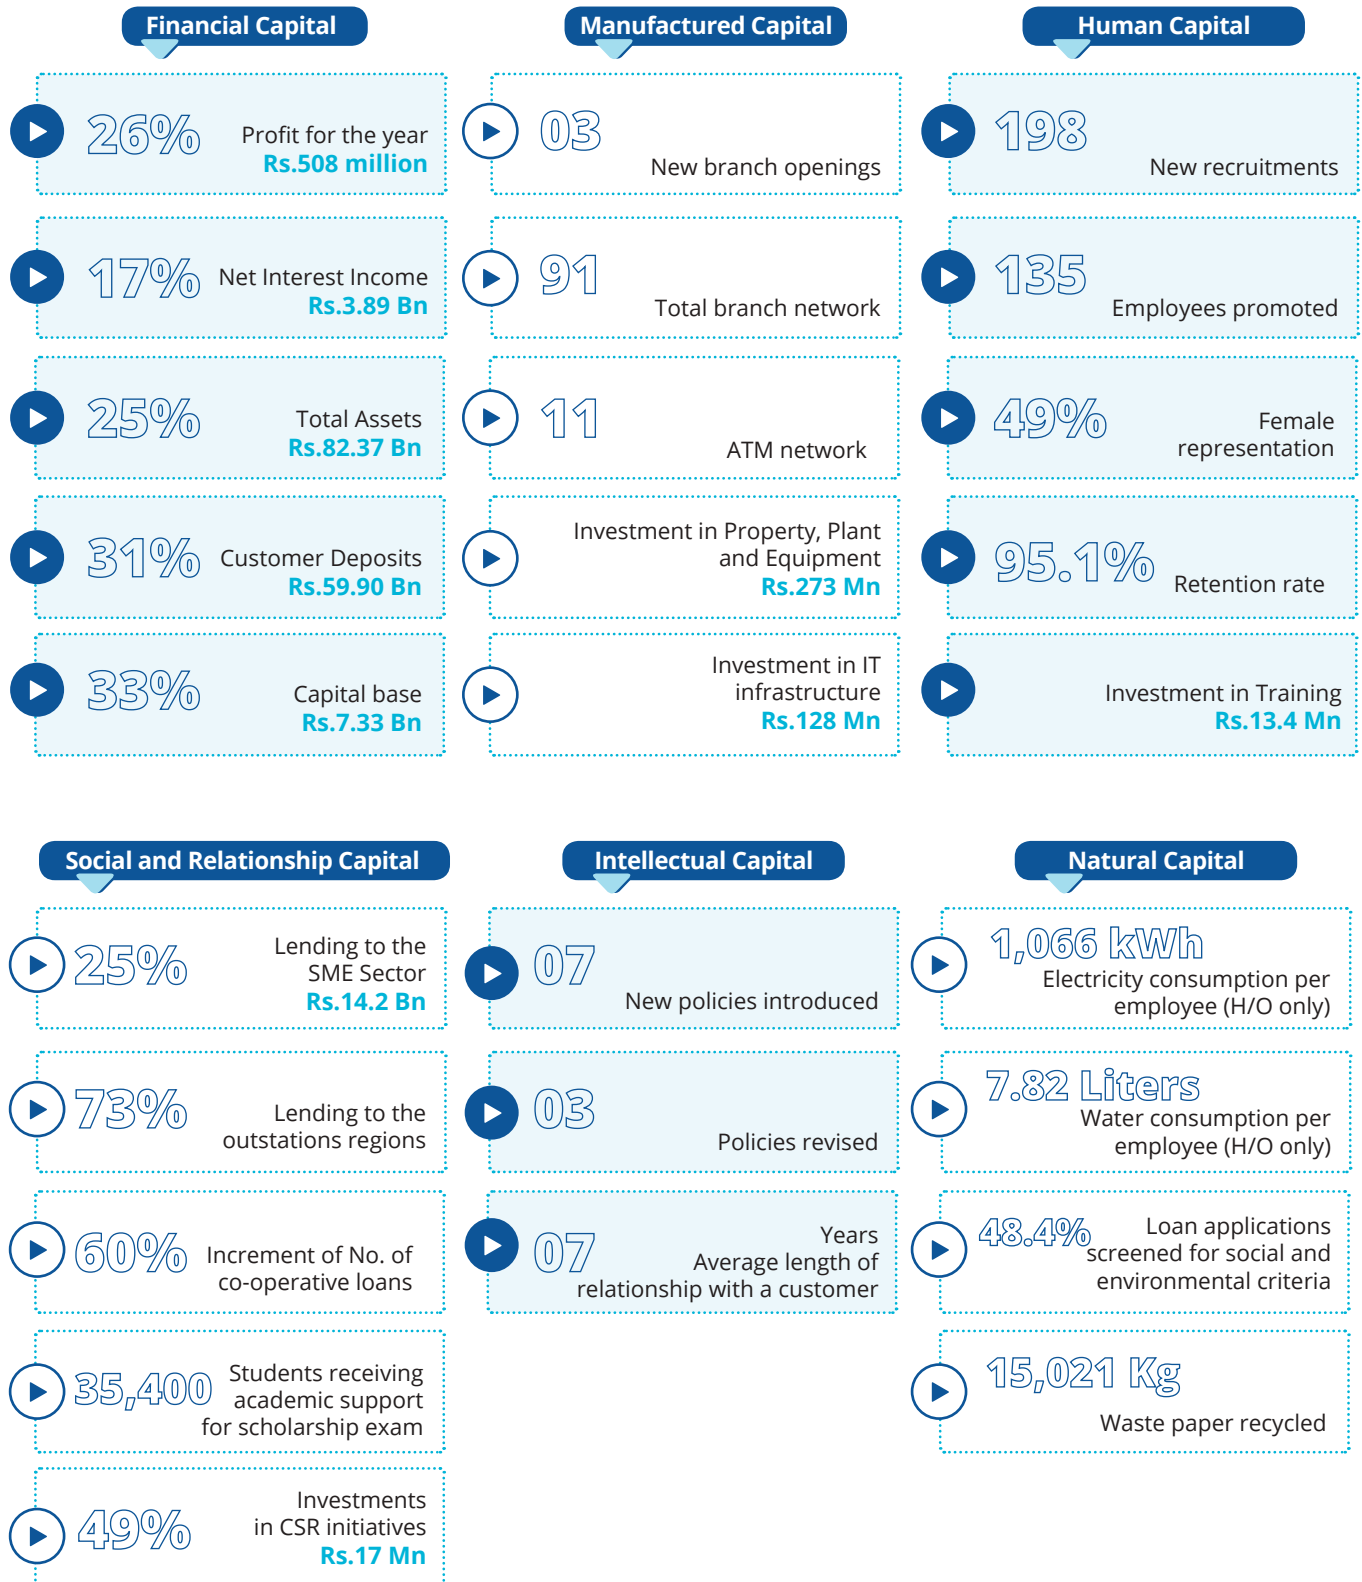 Financial Capital
26%
Profit for the year
Rs.508 million
17%
Net Interest Income
Rs.3.89 Bn
25%
Total Assets
Rs.82.37 Bn
31%
Customer Deposits
Rs.59.90 Bn
33%
Capital base
Rs.7.33 Bn
Manufactured Capital
03
New branch openings
91
Total branch network
11
ATM network
Investment in Property, Plant
and Equipment
Rs.273 Mn
Investment in IT
infrastructure
Rs.128 Mn
Human Capital
198
New recruitments
135
Employees promoted
49%
Female
representation
95.1%
Retention rate
Investment in Training
Rs.13.4 Mn
Social and Relationship Capital
25%
Lending to the
SME Sector
Rs.14.2 Bn
73%
Lending to the
outstations regions
60%
Increment of No. of
co-operative loans
35,400
Students receiving
academic support
for scholarship exam
49%
Investments
in CSR initiatives
Rs.17 Mn
Intellectual Capital
07
New policies introduced
03
Policies revised
07
Years
Average length of
relationship with a customer
Natural Capital
1,066 kWh
Electricity consumption per
employee (H/O only)
7.82 Liters
Water consumption per
employee (H/O only)
48.4%
Loan applications
screened for social and
environmental criteria
15,021 Kg
Waste paper recycled